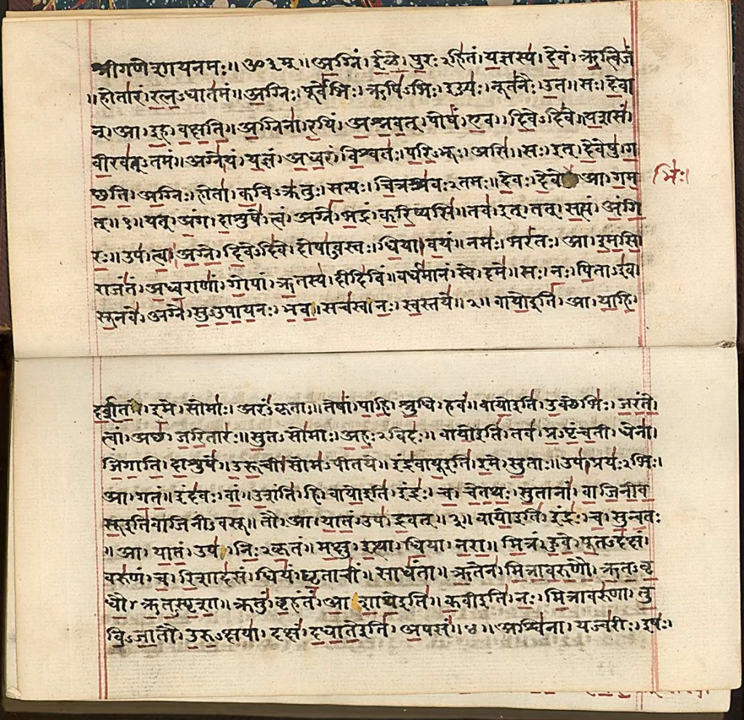 श्रीगणेशायनमः॥ॐ३म्॥अग्निं।ईळे।पुरःऽहितं।यज्ञस्य।देवं।ऋत्विजं
॥होतारं।रत्नऽधातमं॥अग्निः।पूर्वेभिः।ऋषिऽभिः।ईड्यः।नूतनैः।उत॥सः।देवा
न्।आ।इह।वक्षति॥अग्निना।रयिं।अश्नवत्।पोषं।एव।दिवेऽदिवे॥यशसं।
वीरवत्ऽतमं॥अग्ने।यं।यज्ञं।अध्वरं।विश्वतः।परिऽभूः।असि॥सः।इत्।देवेषु।ग
च्छति।अग्निः।होता।कविऽक्रतुः।सत्यः।चित्रश्रवःऽतमः॥देवः।आ।गम
भिः।
त्॥१॥यत्।अंग।दाशुषे।त्वं।अग्ने।भद्रं।करिष्यसि॥तव।इत्।तत्।सत्यं।अंगि
रः॥उप।त्वा।अग्ने।दिवेऽदिवे।दोषाऽवस्तः।धिया।वयं॥नमः।भरंतः।आ।इमसि॥
राजंतं।अध्वराणां।गोपां।ऋतस्य।दीदिविं॥वर्धमानं।स्वे।दमे॥सः।नः।पिताऽइव।
सूनवे।अग्ने।सुऽउपायनः।भव॥सचस्व।नः।स्वस्तये॥२॥वायोइति।आ।याहि।
दर्शत।इमे।सोमाः।अरंऽकृताः॥तेषां।पाहि।श्रुधि।हवं॥वायोइति।उक्थेभिः।जरंते।
त्वां।अच्छ।जरितारः॥सुतऽसोमाः।अहःऽविदः॥वायोइति।तव।प्रऽपृंचती।धेना।
जिगाति।दाशुषे॥उरूची।सोमऽपीतये॥इंद्रवायूइति।इमे।सुताः॥उप।प्रयःऽभिः।
आ।गतं॥इंदवः।वां।उशंति।हि॥वायोइति।इंद्रः।च।चेतथः।सुतानां।वाजिनीव
सूइतिवाजिनीऽवसू॥तौ।आ।यातं।उप।द्रवत्॥३॥वायोइति।इंद्रः।च।सुन्वतः
॥आ।यातं।उप।निःऽकृतं॥मक्षु।इत्था।धिया।नरा॥मित्रं।हुवे।पूतऽदक्षं।
वरुणं।च।रिशादसं॥धियं।घृताचीं।साधंता॥ऋतेन।मित्रावरुणौ।ऋतऽवृ
धौ।ऋतऽस्पृशा॥क्रतुं।बृहंतं।आशाथेइति॥कवीइति।नः।मित्रावरुणा।तु
विऽजातौ।उरुऽक्षया॥दक्षं।दधातेइति।अपसं॥४॥अश्विना।यज्वरीः।इषः।